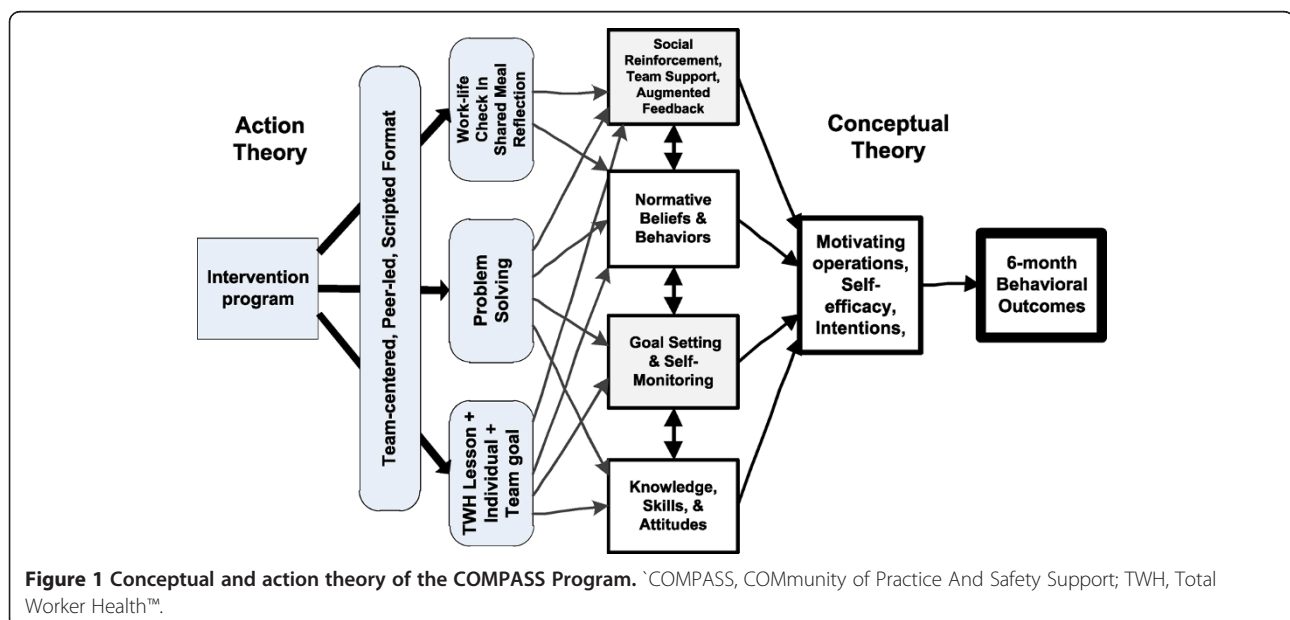 Action
Theory
Intervention
program
Team-centered, Peer-led, Scripted Format
Work-life
Check In
Shared Meal
Reflection
Problem
Solving
TWH Lesson +
Individual +
Team goal
Social
Reinforcement,
Team Support,
Augmented
Feedback
Normative
Beliefs &
Behaviors
Goal Setting
& Self-
Monitoring
Knowledge,
Skills, &
Attitudes
Conceptual
Theory
Motivating
operations,
Self-
efficacy,
Intentions,
6-month
Behavioral
Outcomes
Figure 1 Conceptual and action theory of the COMPASS Program. `COMPASS, COMmunity of Practice And Safety Support; TWH, Total
Worker Health™.